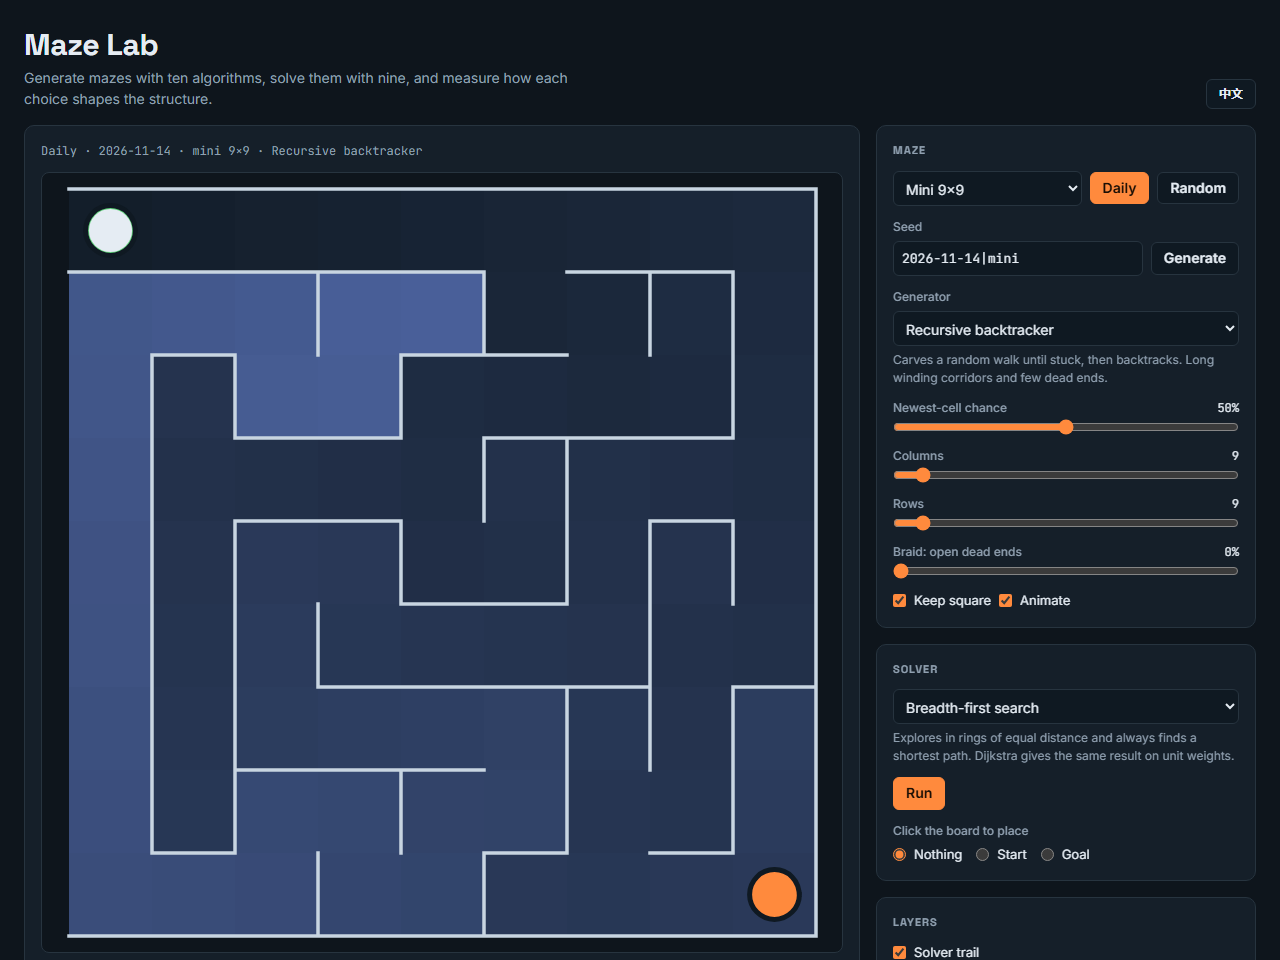 Maze Lab
Generate mazes with ten algorithms, solve them with nine, and measure how each
choice shapes the structure.
中文
Daily · 2026-11-14 · mini 9×9 · Recursive backtracker
MAZE
Mini 9×9
Daily
Random
Seed
2026-11-14|mini
Generate
Generator
Recursive backtracker
Carves a random walk until stuck, then backtracks. Long
winding corridors and few dead ends.
Newest-cell chance 50%
Columns 9
Rows 9
Braid: open dead ends 0%
Keep square Animate
SOLVER
Breadth-first search
Explores in rings of equal distance and always finds a
shortest path. Dijkstra gives the same result on unit weights.
Run
Click the board to place
Nothing Start Goal
LAYERS
Solver trail